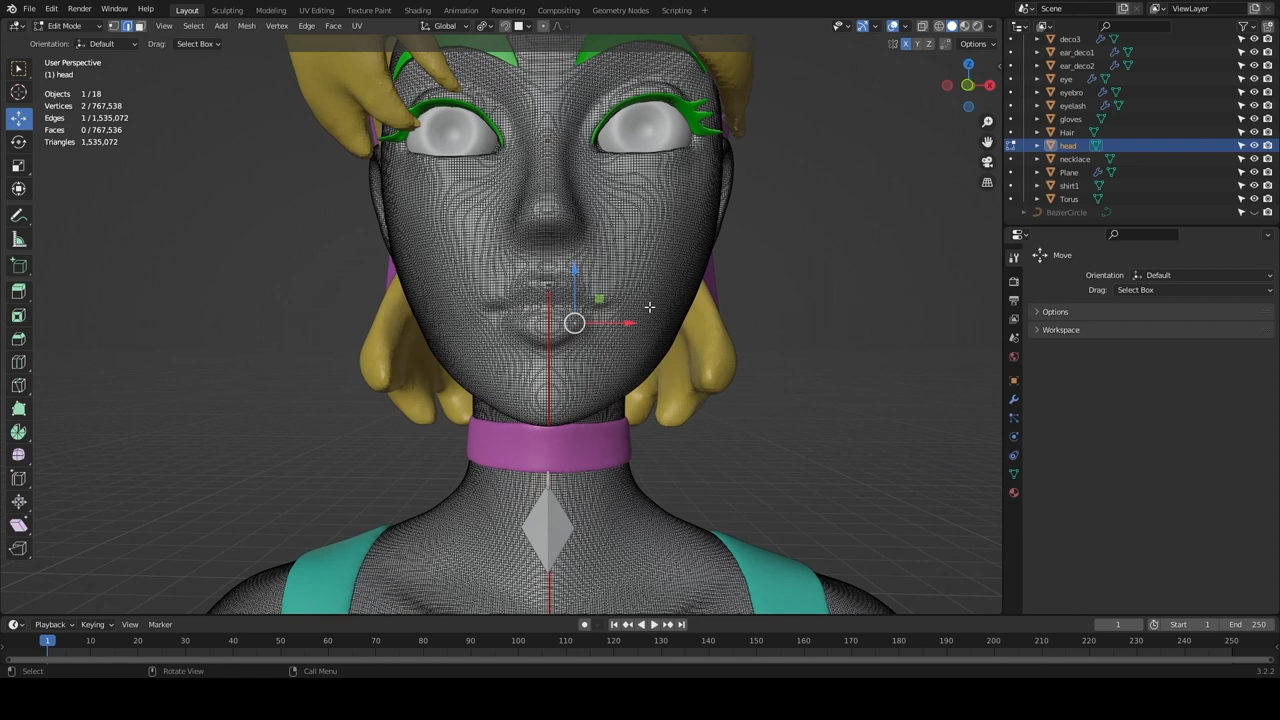 File Edit Render Window Help Layout Sculpting Modeling UV Editing Texture Paint Shading Animation Rendering Compositing Geometry Nodes Scripting + Scene ViewLayer
Edit Mode View Select Add Mesh Vertex Edge Face UV Global
Orientation: Default Drag: Select Box X Y Z Options
User Perspective
(1) head
Objects 1 / 18
Vertices 2 / 767,538
Edges 1 / 1,535,072
Faces 0 / 767,536
Triangles 1,535,072
Z
X
deco3
ear_deco1
ear_deco2
eye
eyebro
eyelash
gloves
Hair
head
necklace
Plane
shirt1
Torus
BezierCircle
Move
Orientation Default
Drag: Select Box
Options
Workspace
Playback Keying View Marker 1 Start 1 End 250
1 10 20 30 40 50 60 70 80 90 100 110 120 130 140 150 160 170 180 190 200 210 220 230 240 250
Select Rotate View Call Menu 3.2.2